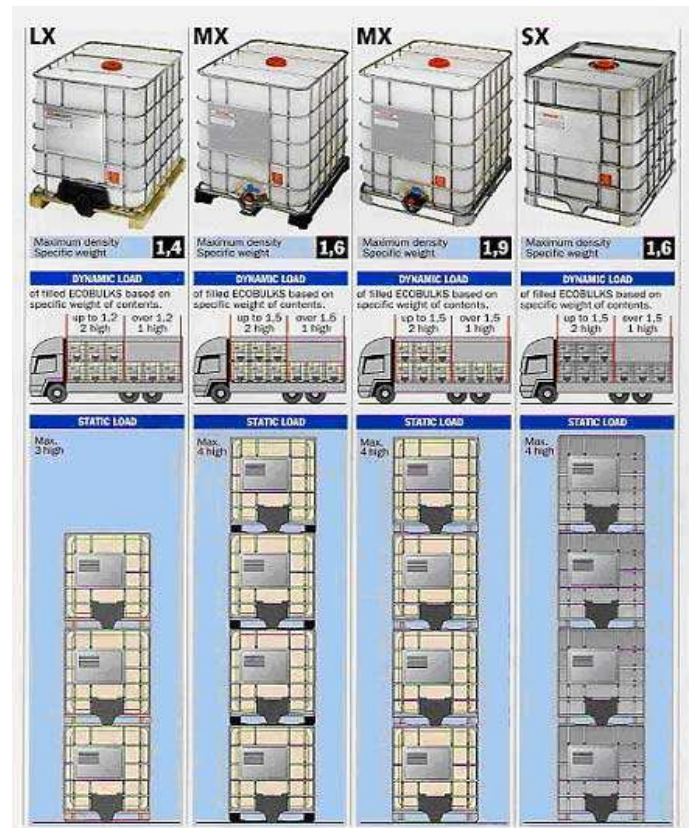 LX
Maximum density
Specific weight
1,4
DYNAMIC LOAD
of filled ECOBULKS based on
specific weight of contents.
up to 1,2
2 high
over 1,2
1 high
STATIC LOAD
Max.
3 high
MX
Maximum density
Specific weight
1,6
DYNAMIC LOAD
of filled ECOBULKS based on
specific weight of contents.
up to 1,5
2 high
over 1,5
1 high
STATIC LOAD
Max.
4 high
MX
Maximum density
Specific weight
1,9
DYNAMIC LOAD
of filled ECOBULKS based on
specific weight of contents.
up to 1,5
2 high
over 1,5
1 high
STATIC LOAD
Max.
4 high
SX
Maximum density
Specific weight
1,6
DYNAMIC LOAD
of filled ECOBULKS based on
specific weight of contents.
up to 1,5
2 high
over 1,5
1 high
STATIC LOAD
Max.
4 high